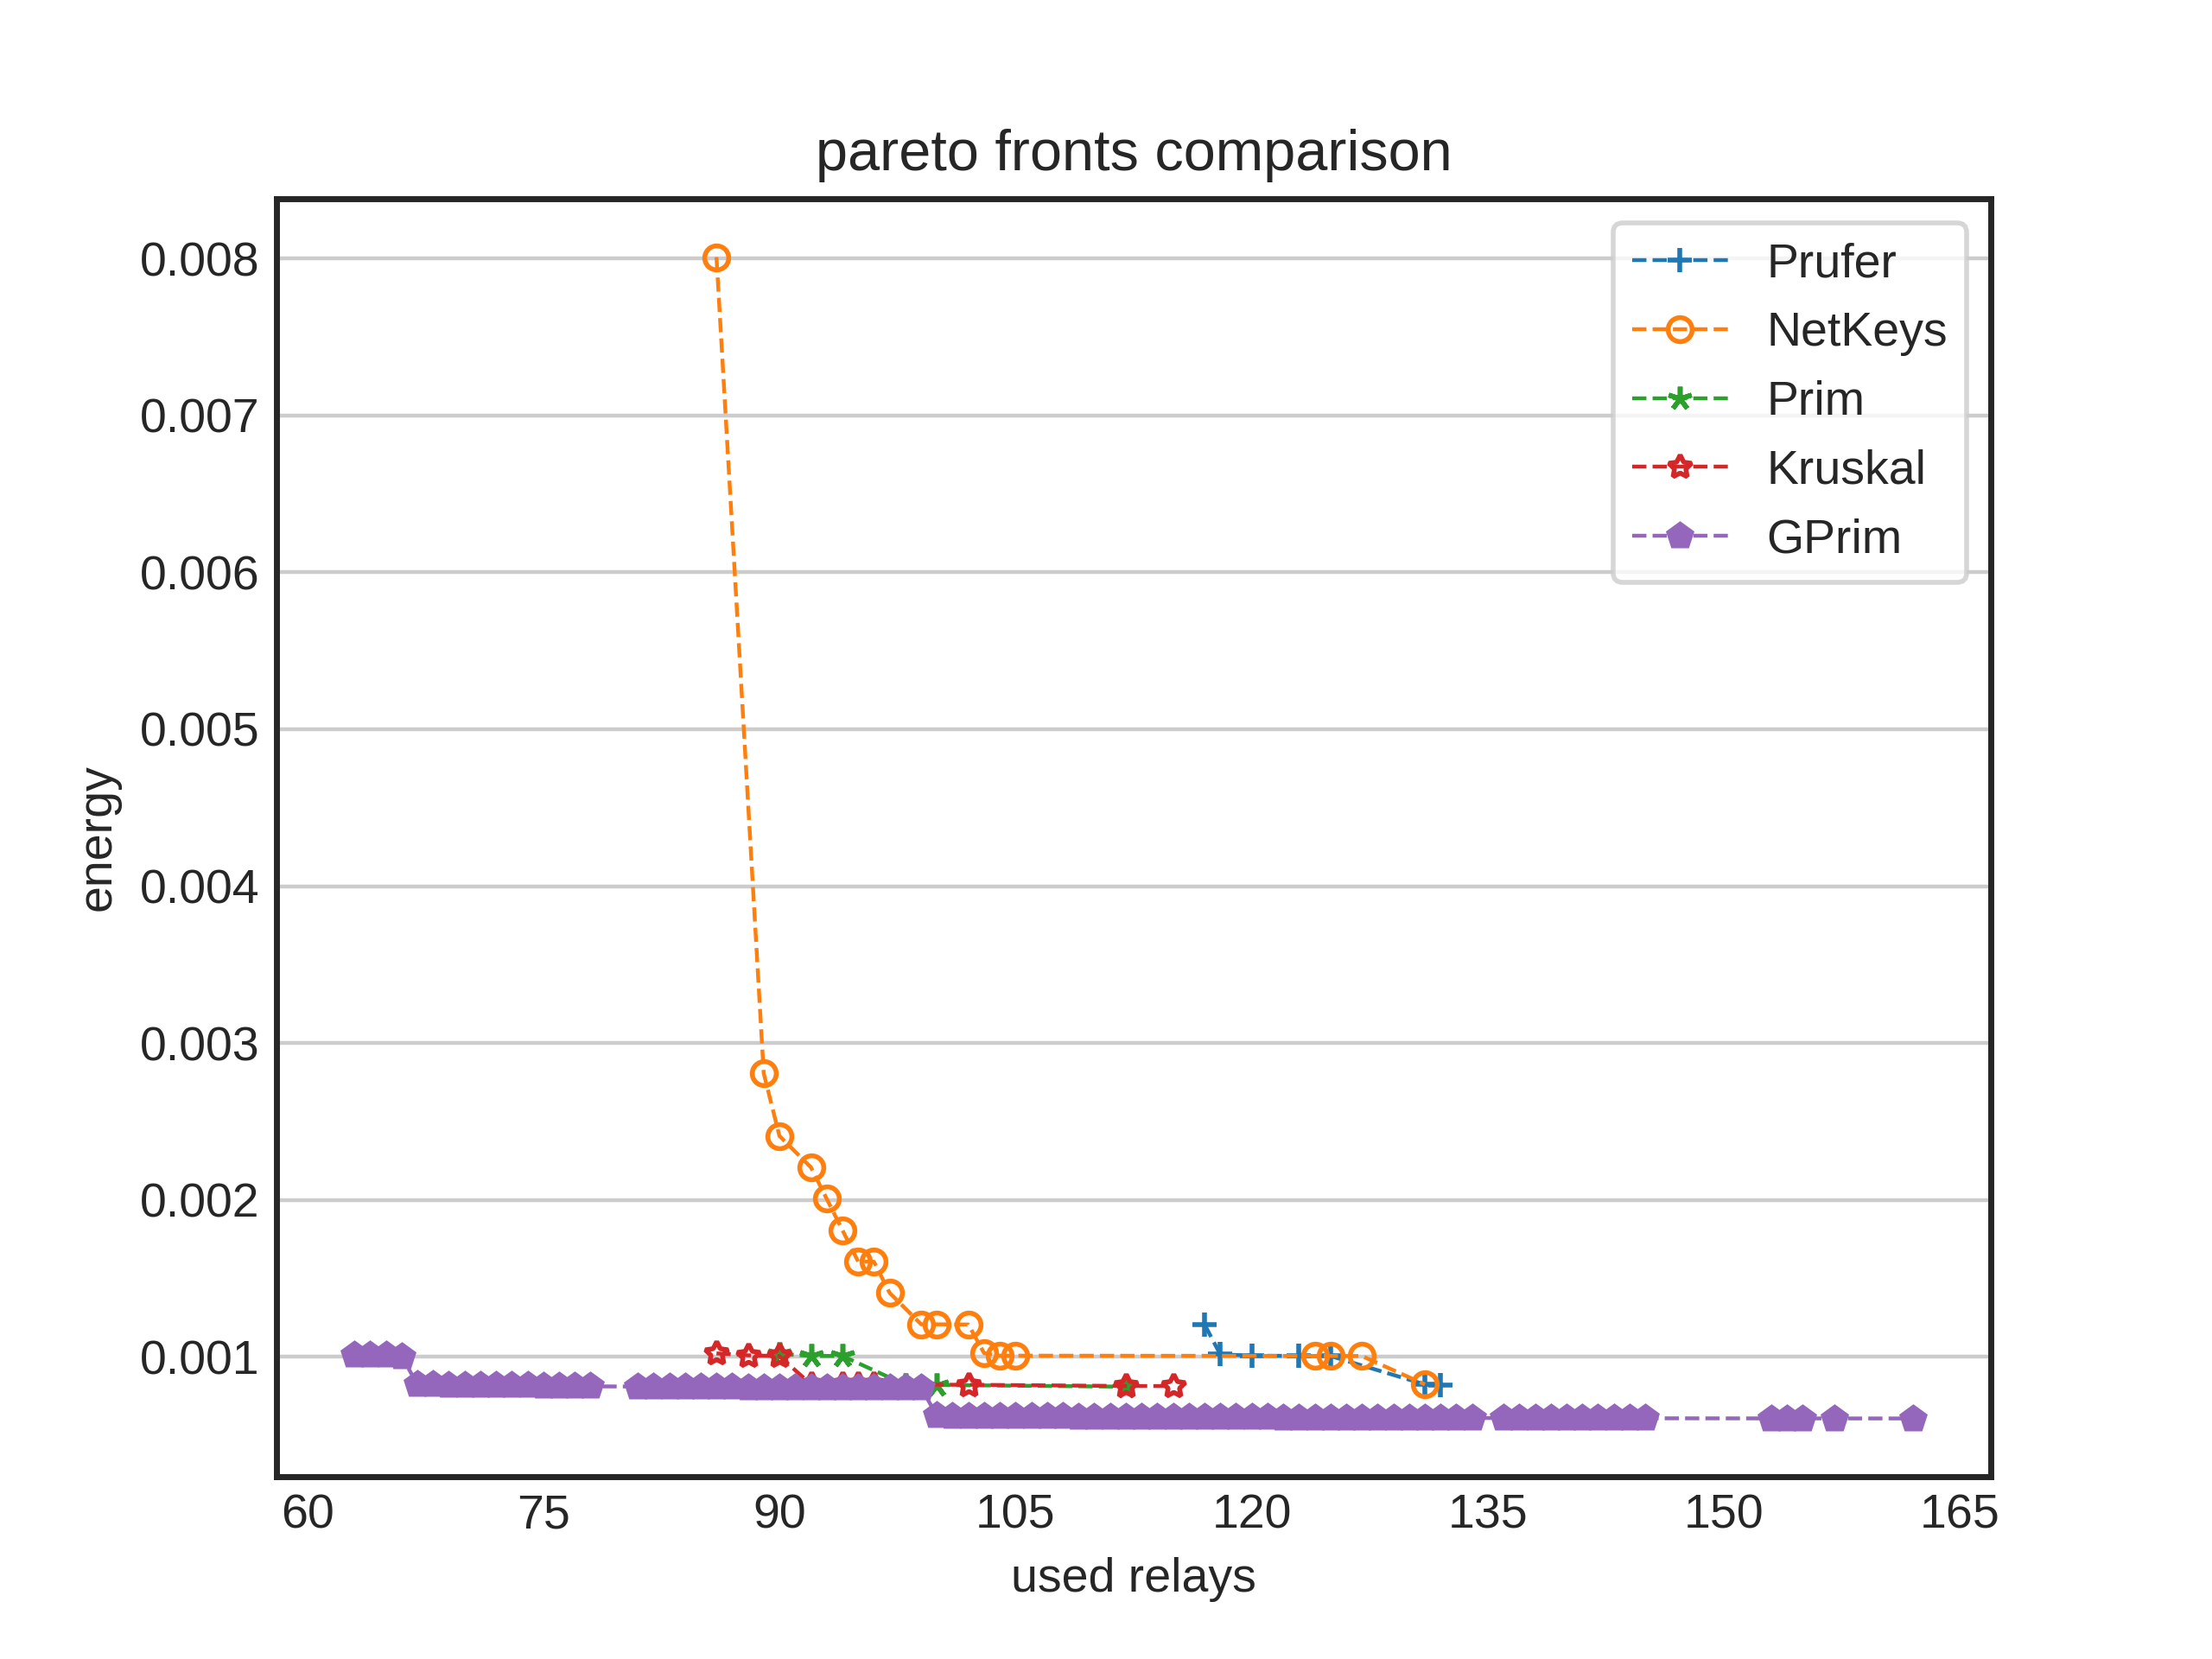 pareto fronts comparison
0.008
0.007
0.006
0.005
0.004
0.003
0.002
0.001
energy
Prufer
NetKeys
Prim
Kruskal
GPrim
60 75 90 105 120 135 150 165
used relays